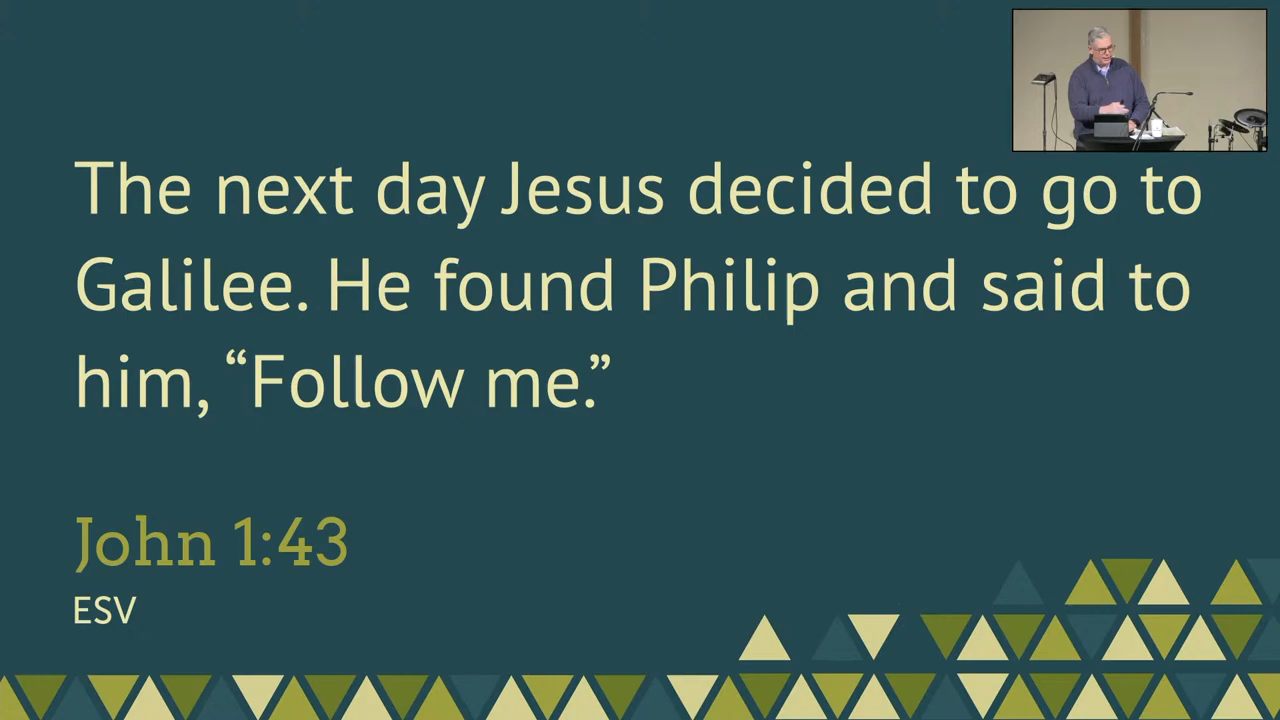 The next day Jesus decided to go to
Galilee. He found Philip and said to
him, “Follow me.”
John 1:43
ESV